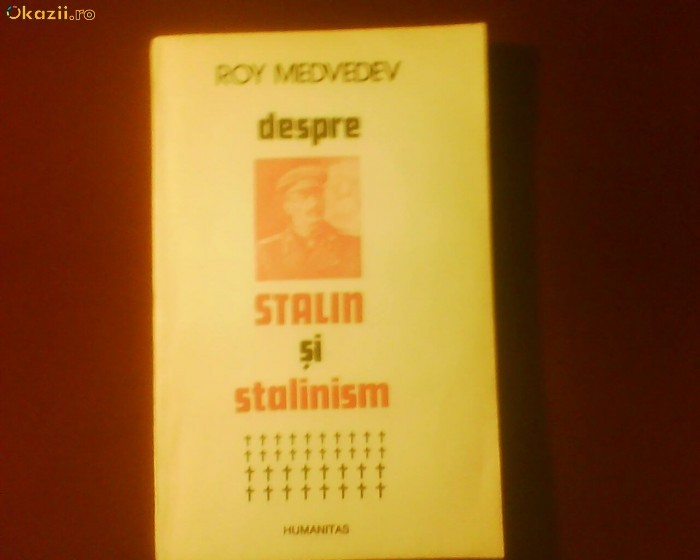 Okazii.ro
ROY MEDVEDEV
despre
STALIN
și
stalinism
HUMANITAS